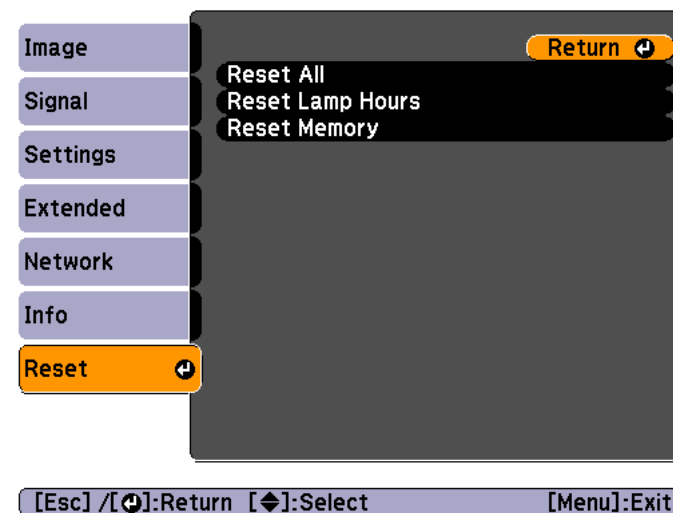 Image
Signal
Settings
Extended
Network
Info
Reset
Return
Reset All
Reset Lamp Hours
Reset Memory
[Esc] /[⏎]:Return [◆]:Select [Menu]:Exit